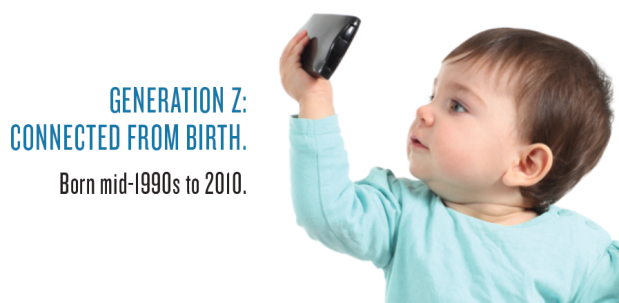 GENERATION Z:
CONNECTED FROM BIRTH.
Born mid-1990s to 2010.